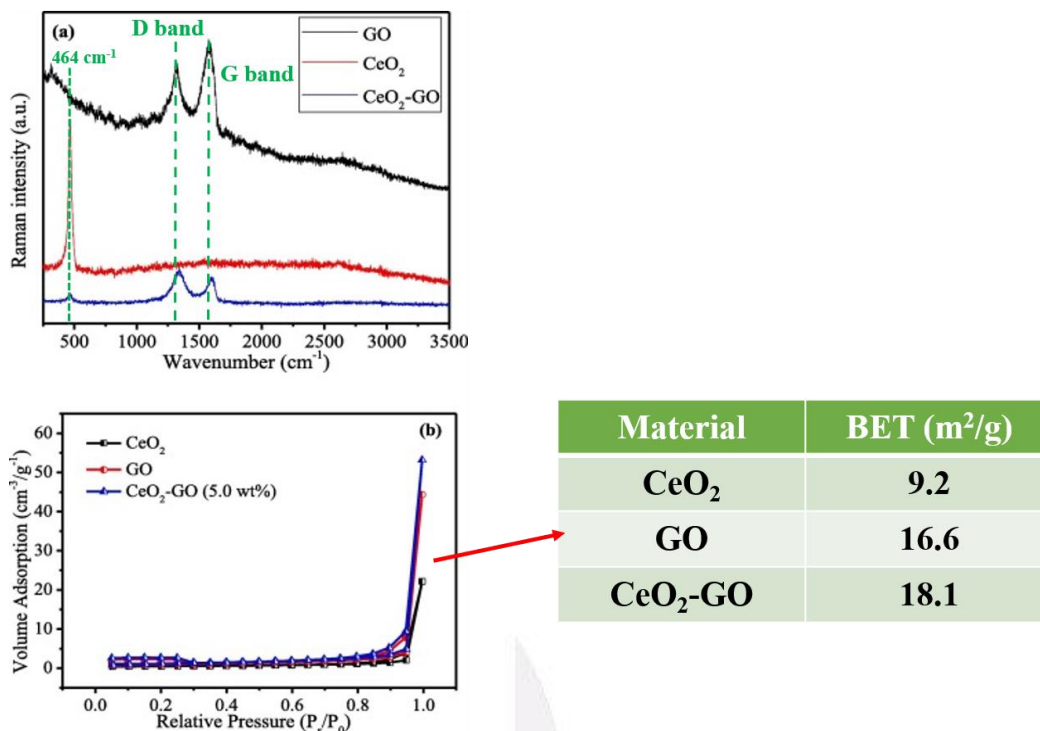 (a)
D band
464 cm⁻¹
G band
GO
CeO₂
CeO₂-GO
Raman intensity (a.u.)
500 1000 1500 2000 2500 3000 3500
Wavenumber (cm⁻¹)
(b)
CeO₂
GO
CeO₂-GO (5.0 wt%)
Volume Adsorption (cm⁻³/g⁻¹)
60
50
40
30
20
10
0
0.0 0.2 0.4 0.6 0.8 1.0
Relative Pressure (Pᵣ/P₀)
Material BET (m²/g)
CeO₂ 9.2
GO 16.6
CeO₂-GO 18.1